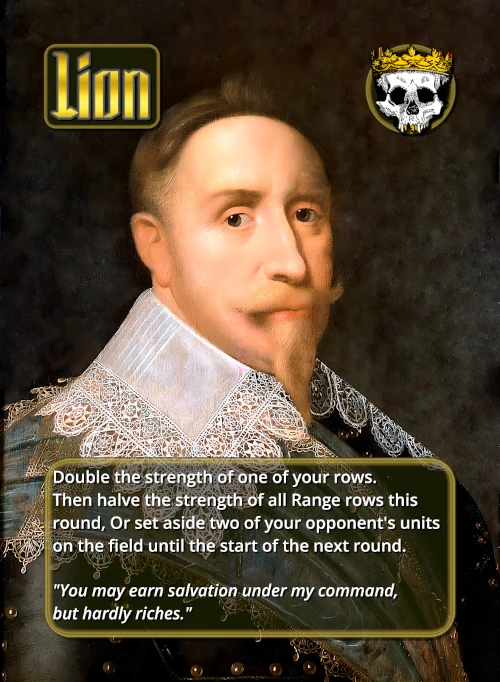 Lion
Double the strength of one of your rows.
Then halve the strength of all Range rows this
round, Or set aside two of your opponent's units
on the field until the start of the next round.
"You may earn salvation under my command,
but hardly riches."